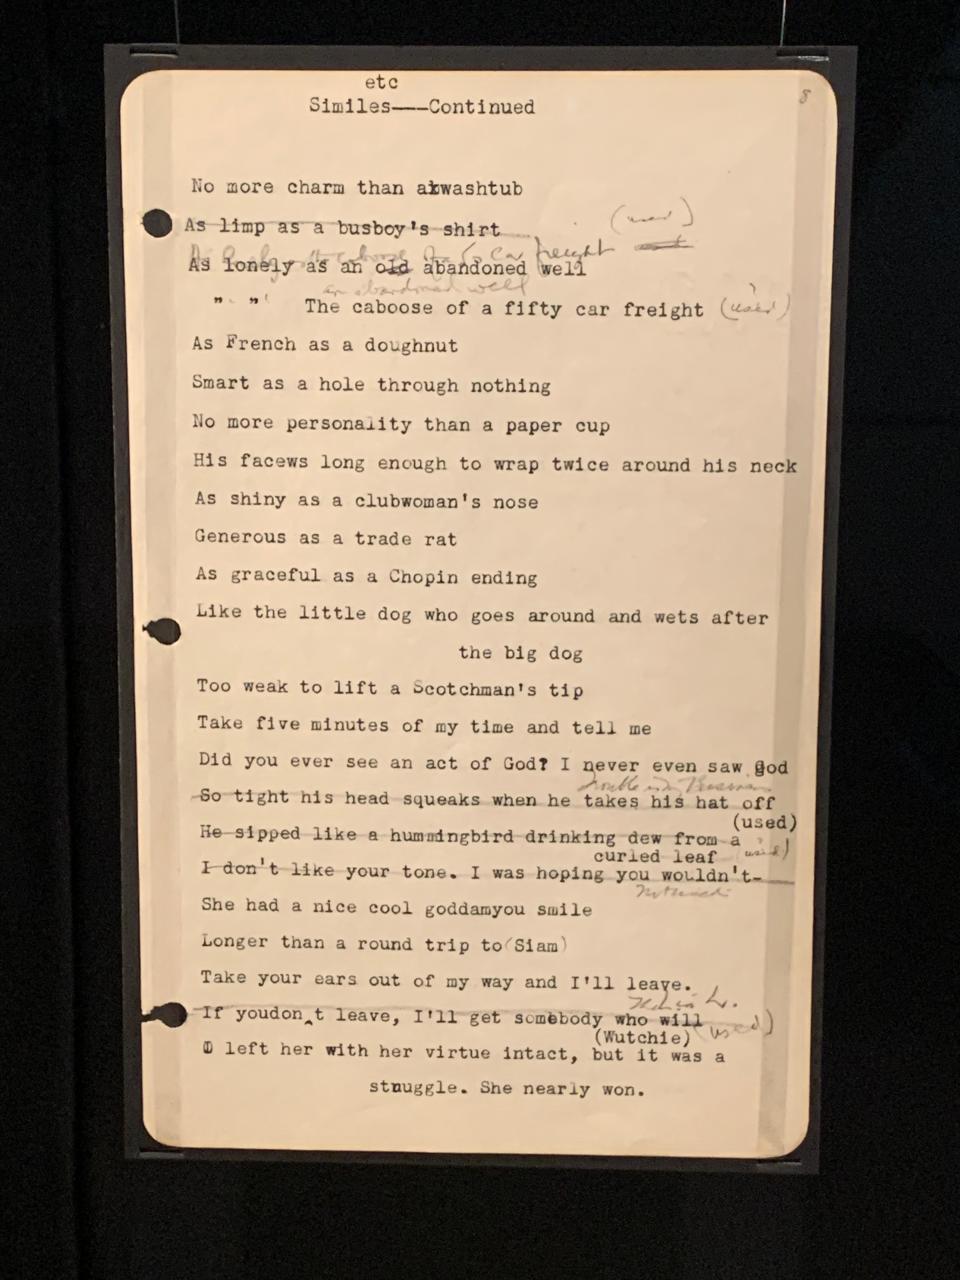 etc
8
Similes——Continued
No more charm than a washtub
As limp as a busboy's shirt (used)
freight
As lonely as an old abandoned well
an abandoned well
" " The caboose of a fifty car freight (used)
As French as a doughnut
Smart as a hole through nothing
No more personality than a paper cup
His facews long enough to wrap twice around his neck
As shiny as a clubwoman's nose
Generous as a trade rat
As graceful as a Chopin ending
Like the little dog who goes around and wets after
the big dog
Too weak to lift a Scotchman's tip
Take five minutes of my time and tell me
Did you ever see an act of God? I never even saw god
So tight his head squeaks when he takes his hat off
(used)
He sipped like a hummingbird drinking dew from a
curled leaf (used)
I don't like your tone. I was hoping you wouldn't-
She had a nice cool goddamyou smile
Longer than a round trip to (Siam)
Take your ears out of my way and I'll leave.
If youdon't leave, I'll get somebody who will (used)
(Wutchie)
I left her with her virtue intact, but it was a
struggle. She nearly won.